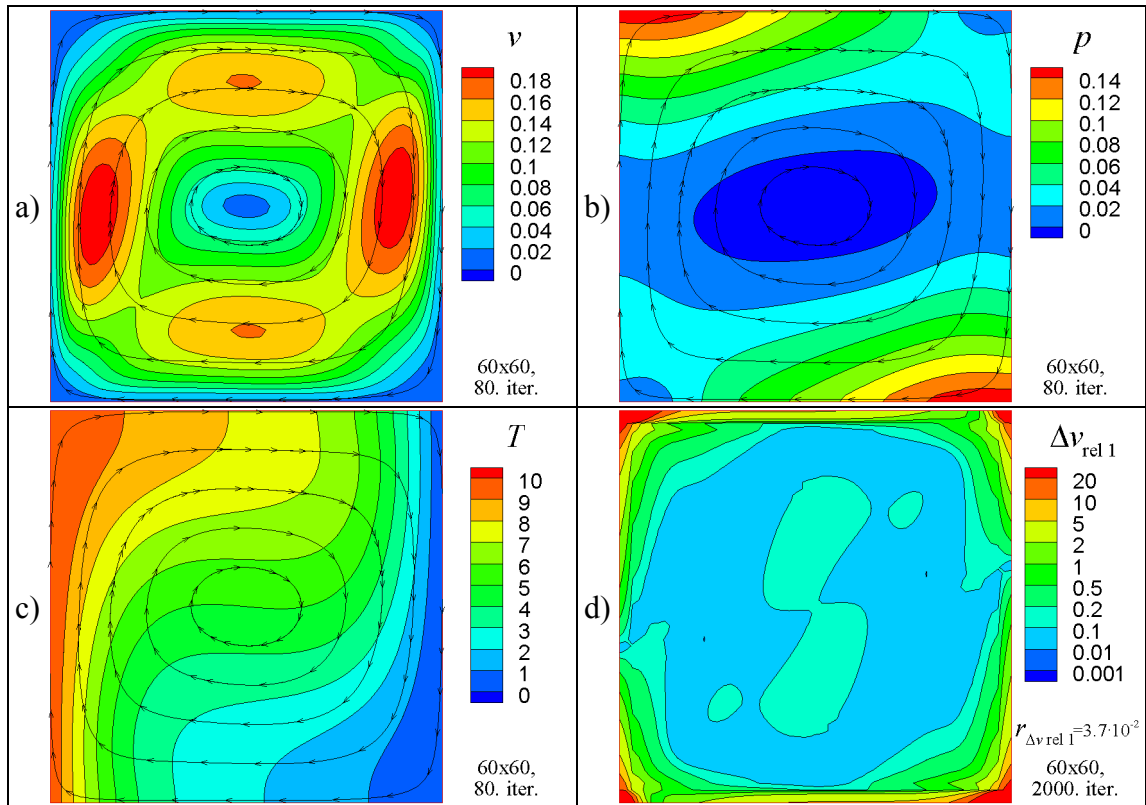 a)
v
0.18
0.16
0.14
0.12
0.1
0.08
0.06
0.04
0.02
0
60x60,
80. iter.
b)
p
0.14
0.12
0.1
0.08
0.06
0.04
0.02
0
60x60,
80. iter.
c)
T
10
9
8
7
6
5
4
3
2
1
0
60x60,
80. iter.
d)
Δv rel 1
20
10
5
2
1
0.5
0.2
0.1
0.01
0.001
r Δv rel 1 =3.7·10⁻²
60x60,
2000. iter.